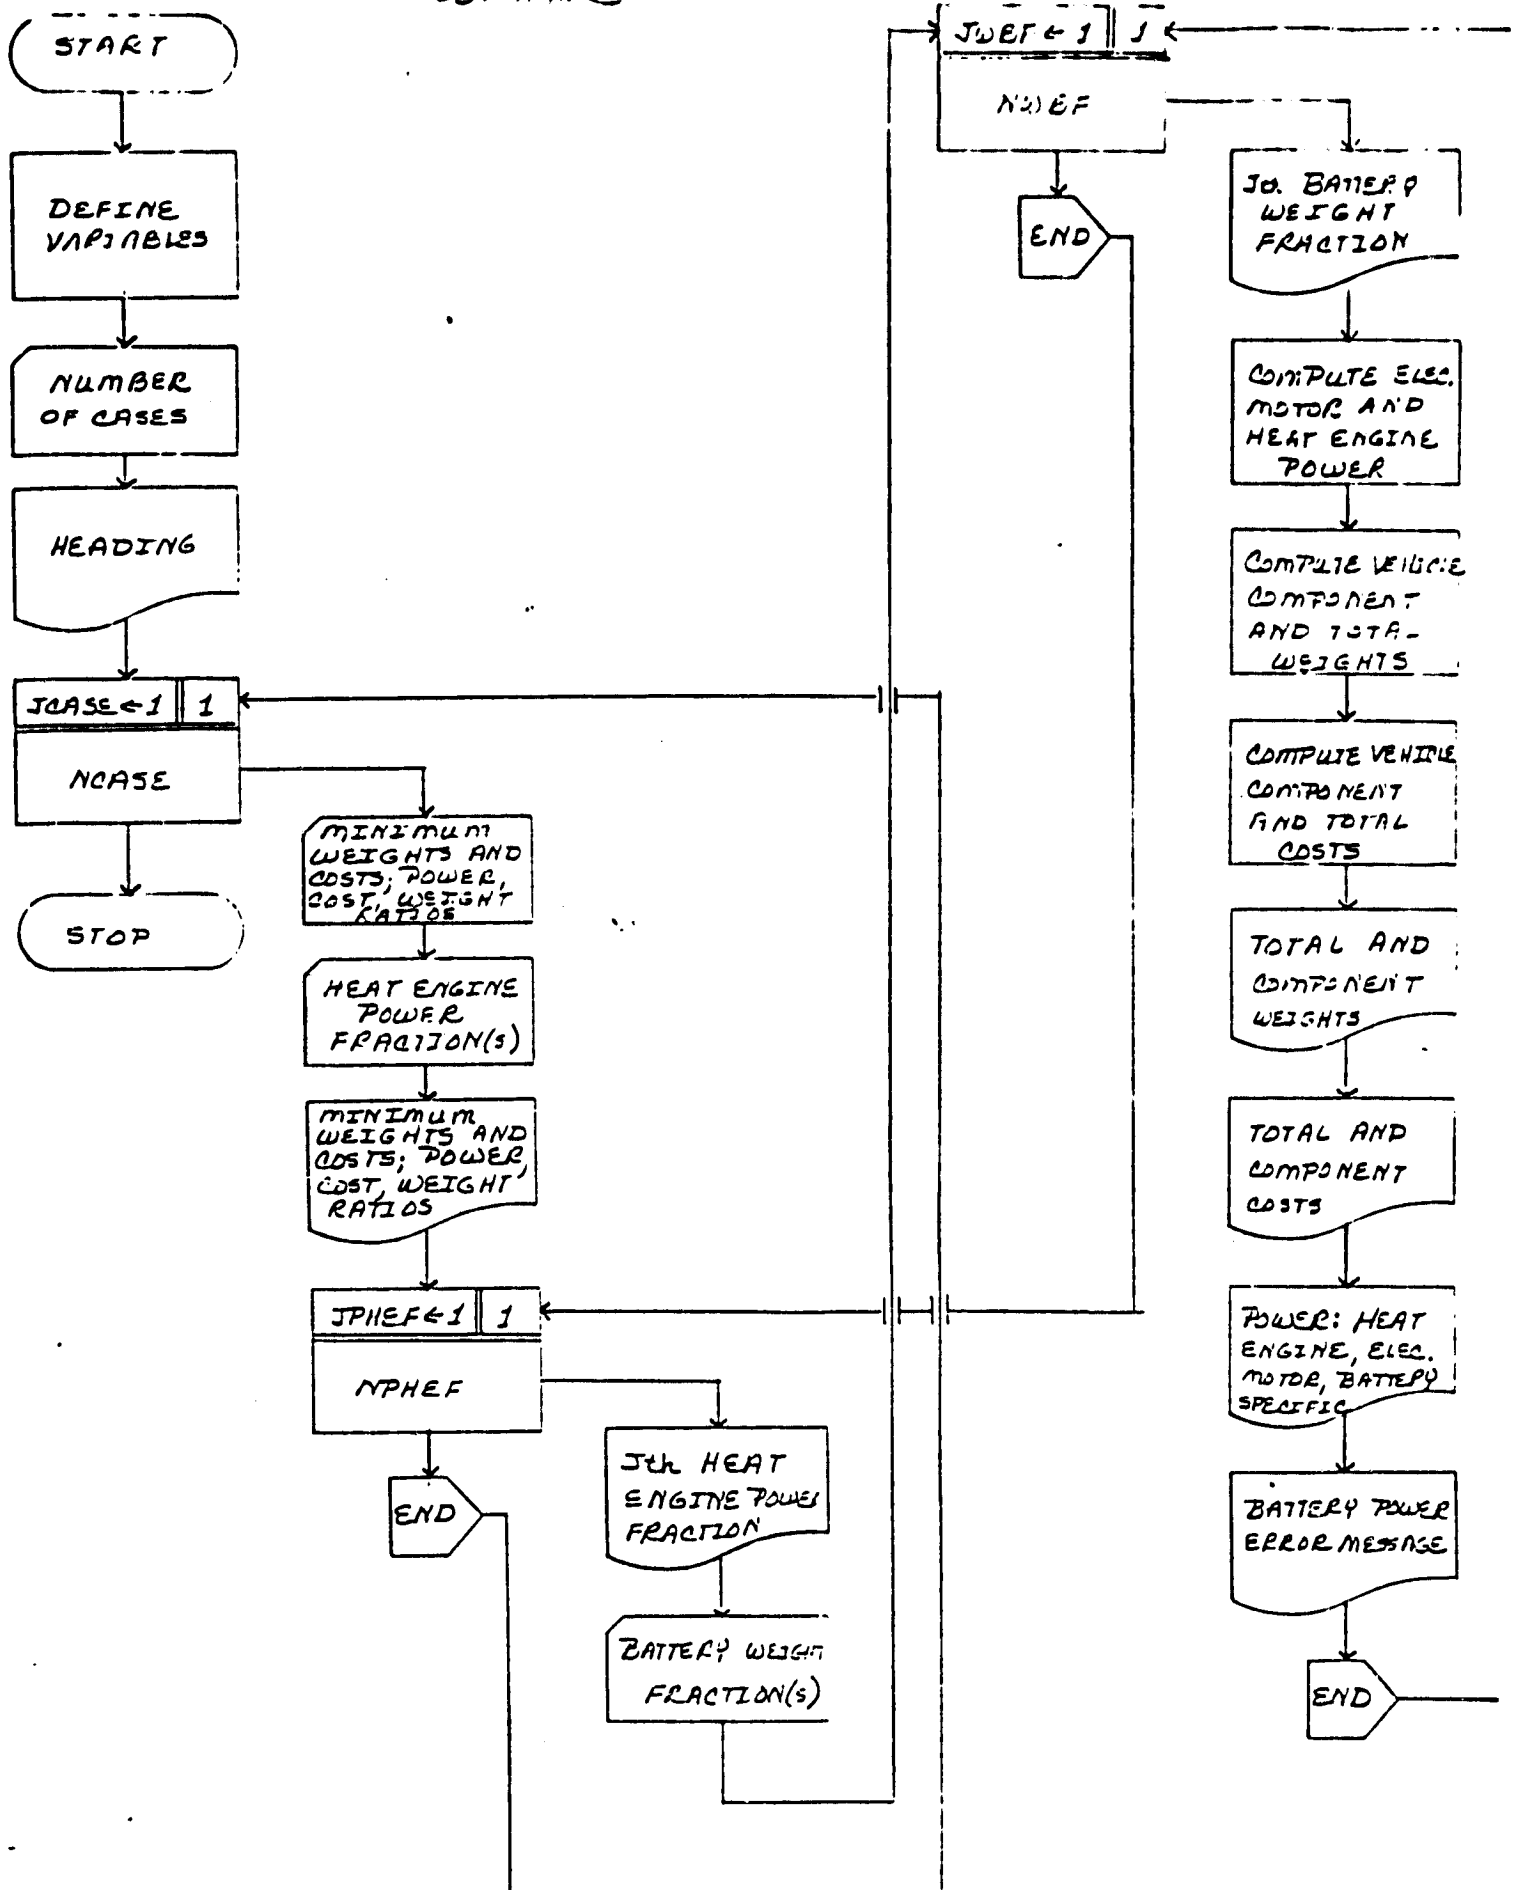 START
DEFINE
VARIABLES
NUMBER
OF CASES
HEADING
JCASE ← 1 1
NCASE
STOP
MINIMUM
WEIGHTS AND
COSTS; POWER,
COST, WEIGHT
RATIOS
HEAT ENGINE
POWER
FRACTION(S)
MINIMUM
WEIGHTS AND
COSTS; POWER,
COST, WEIGHT
RATIOS
JPHEF ← 1 1
NPHEF
END
Jth HEAT
ENGINE POWER
FRACTION
BATTERY WEIGHT
FRACTION(S)
1 1
END
BATTERY
WEIGHT
FRACTION
COMPUTE ELEC.
MOTOR AND
HEAT ENGINE
POWER
COMPUTE VEHICLE
COMPONENT
AND TOTAL
WEIGHTS
COMPUTE VEHICLE
COMPONENT
AND TOTAL
COSTS
TOTAL AND
COMPONENT
WEIGHTS
TOTAL AND
COMPONENT
COSTS
POWER: HEAT
ENGINE, ELEC.
MOTOR, BATTERY
SPECIFIC
BATTERY POWER
ERROR MESSAGE
END